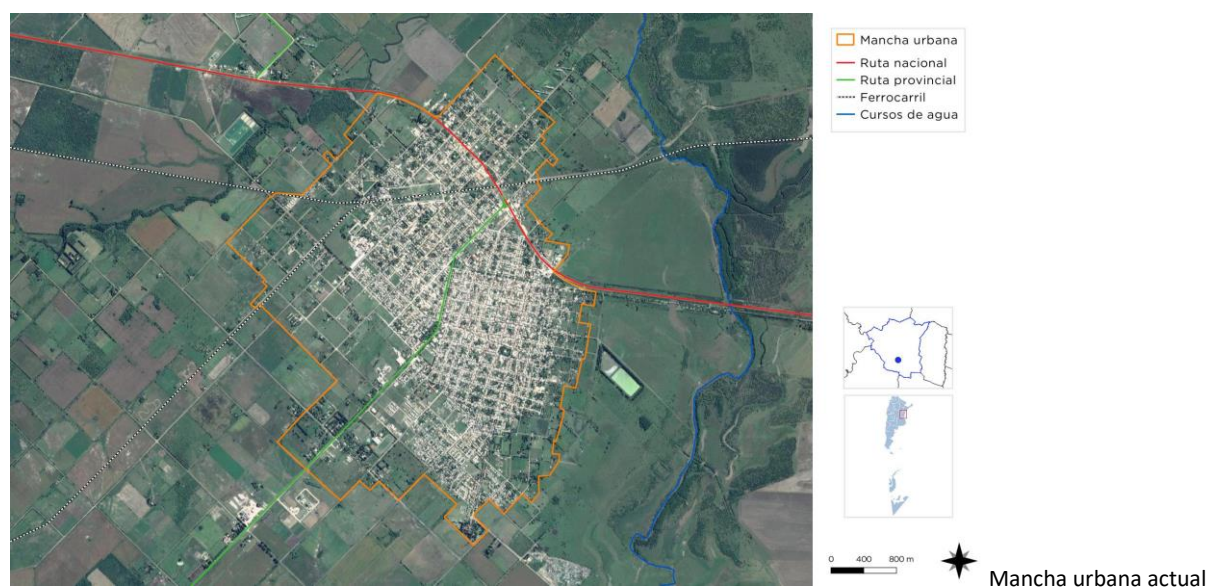 Mancha urbana
Ruta nacional
Ruta provincial
Ferrocarril
Cursos de agua
0 400 800 m
Mancha urbana actual